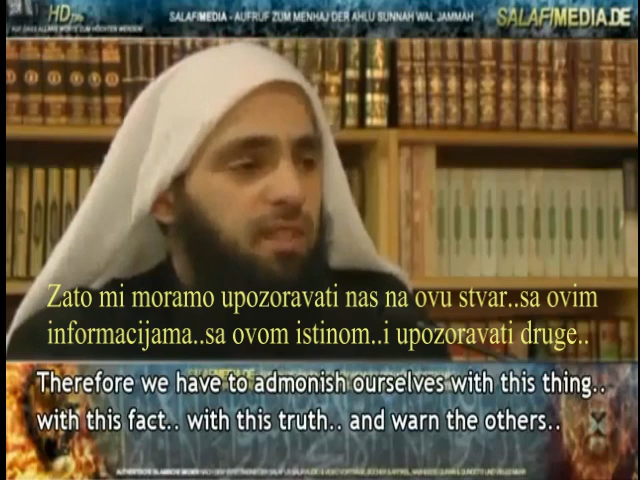 HD
SALAFIMEDIA - AUFRUF ZUM MENHAJ DER AHLU SUNNAH WAL JAMMAH
SALAFIMEDIA.DE
Zato mi moramo upozoravati nas na ovu stvar..sa ovim
informacijama..sa ovom istinom..i upozoravati druge..
SALAFIMEDIA.DE
Therefore we have to admonish ourselves with this thing..
with this fact.. with this truth.. and warn the others..